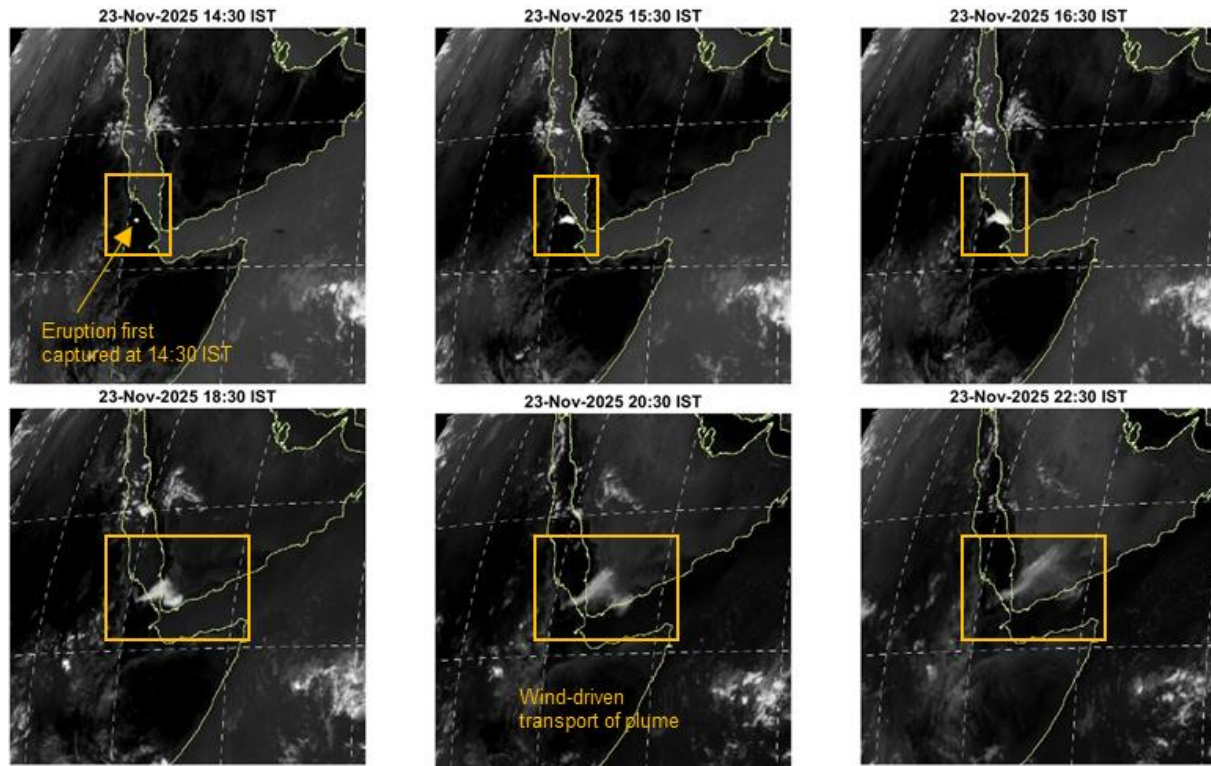 23-Nov-2025 14:30 IST
23-Nov-2025 15:30 IST
23-Nov-2025 16:30 IST
Eruption first
captured at 14:30 IST
23-Nov-2025 18:30 IST
23-Nov-2025 20:30 IST
23-Nov-2025 22:30 IST
Wind-driven
transport of plume